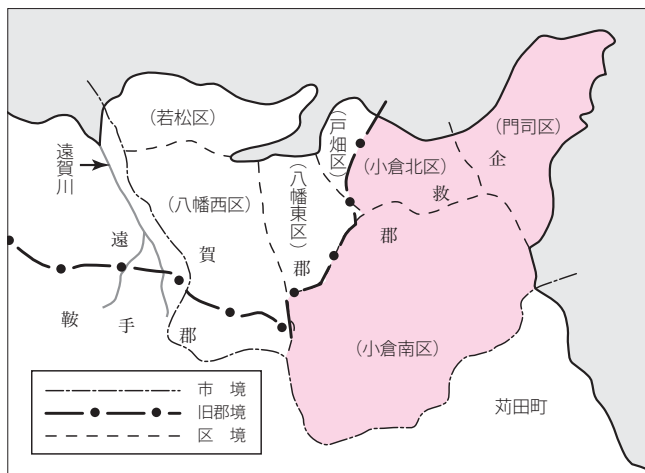 （若松区）
（戸畑区）
（門司区）
企
（小倉北区）
救
郡
遠賀川
（八幡西区）
（八幡東区）
遠
賀
郡
鞍
手
郡
（小倉南区）
苅田町
市　境
旧郡境
区　境